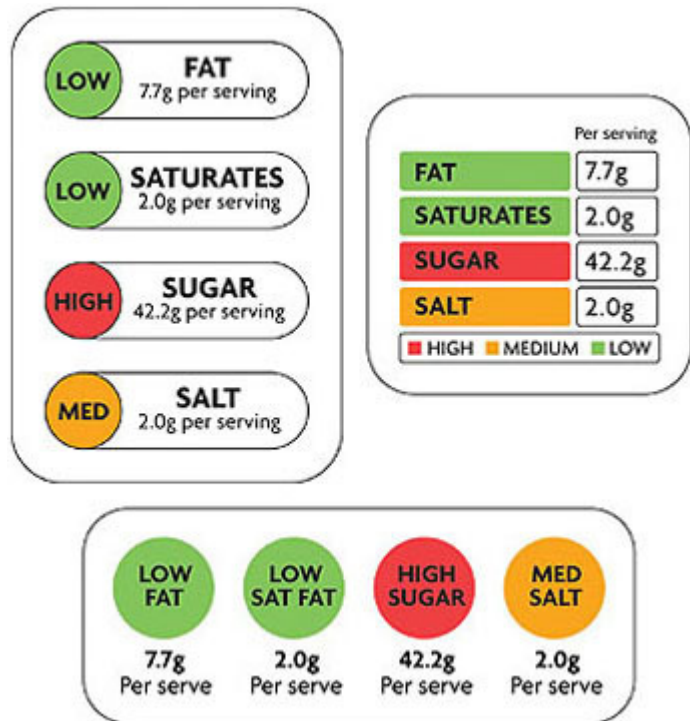 LOW
FAT
7.7g per serving
LOW
SATURATES
2.0g per serving
HIGH
SUGAR
42.2g per serving
MED
SALT
2.0g per serving
Per serving
FAT 7.7g
SATURATES 2.0g
SUGAR 42.2g
SALT 2.0g
HIGH MEDIUM LOW
LOW FAT
7.7g
Per serve
LOW SAT FAT
2.0g
Per serve
HIGH SUGAR
42.2g
Per serve
MED SALT
2.0g
Per serve